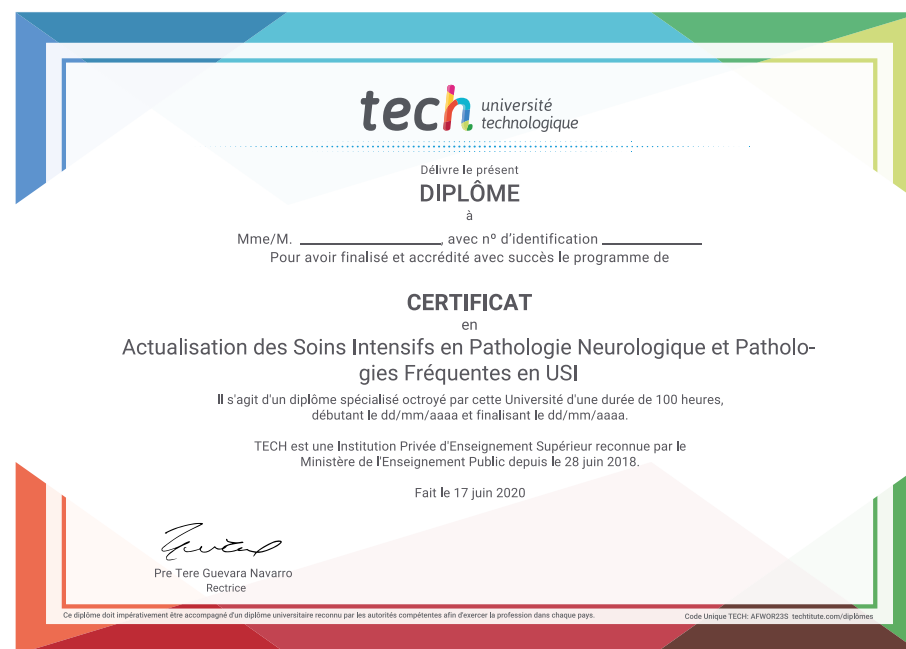 tech université
technologique
Délivre le présent
DIPLÔME
à
Mme/M. ____________________, avec nº d'identification ______________
Pour avoir finalisé et accrédité avec succès le programme de
CERTIFICAT
en
Actualisation des Soins Intensifs en Pathologie Neurologique et Patholo-
gies Fréquentes en USI
Il s'agit d'un diplôme spécialisé octroyé par cette Université d'une durée de 100 heures,
débutant le dd/mm/aaaa et finalisant le dd/mm/aaaa.
TECH est une Institution Privée d'Enseignement Supérieur reconnue par le
Ministère de l'Enseignement Public depuis le 28 juin 2018.
Fait le 17 juin 2020
Pre Tere Guevara Navarro
Rectrice
Ce diplôme doit impérativement être accompagné d'un diplôme universitaire reconnu par les autorités compétentes afin d'exercer la profession dans chaque pays.
Code Unique TECH: AFWOR23S techtitute.com/diplômes